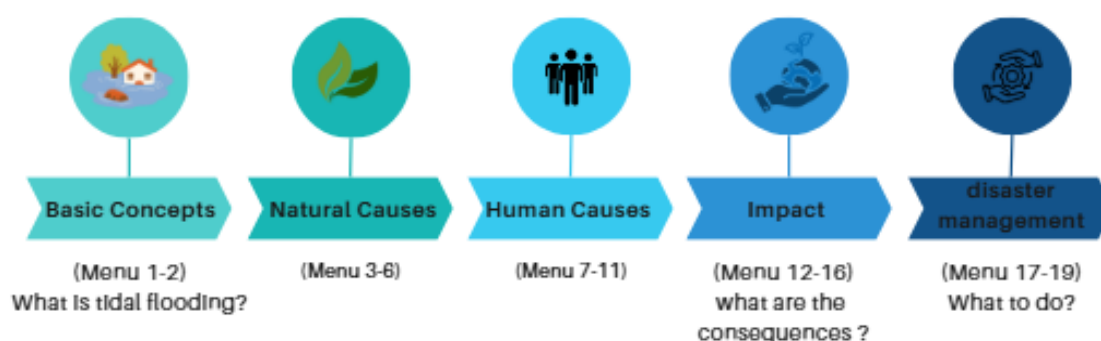 Basic Concepts
(Menu 1-2)
What is tidal flooding?
Natural Causes
(Menu 3-6)
Human Causes
(Menu 7-11)
Impact
(Menu 12-16)
what are the
consequences ?
disaster
management
(Menu 17-19)
What to do?